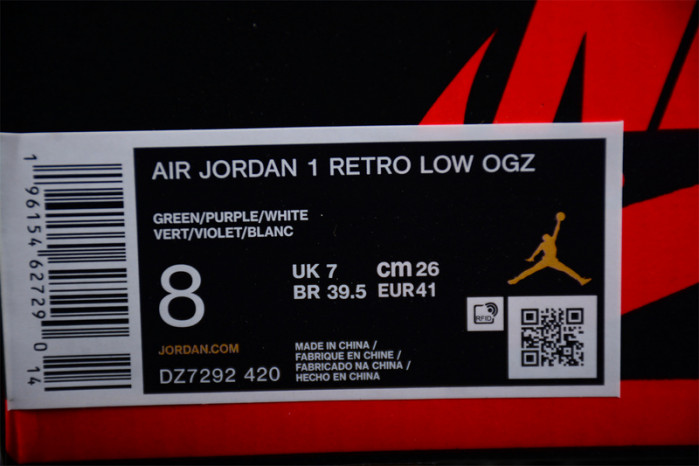 AIR JORDAN 1 RETRO LOW OGZ
GREEN/PURPLE/WHITE
VERT/VIOLET/BLANC
8
UK 7 cm 26
BR 39.5 EUR 41
JORDAN.COM
DZ7292 420
MADE IN CHINA /
FABRIQUE EN CHINE /
FABRICADO NA CHINA /
HECHO EN CHINA
RFID
1 96154 62729 0 14